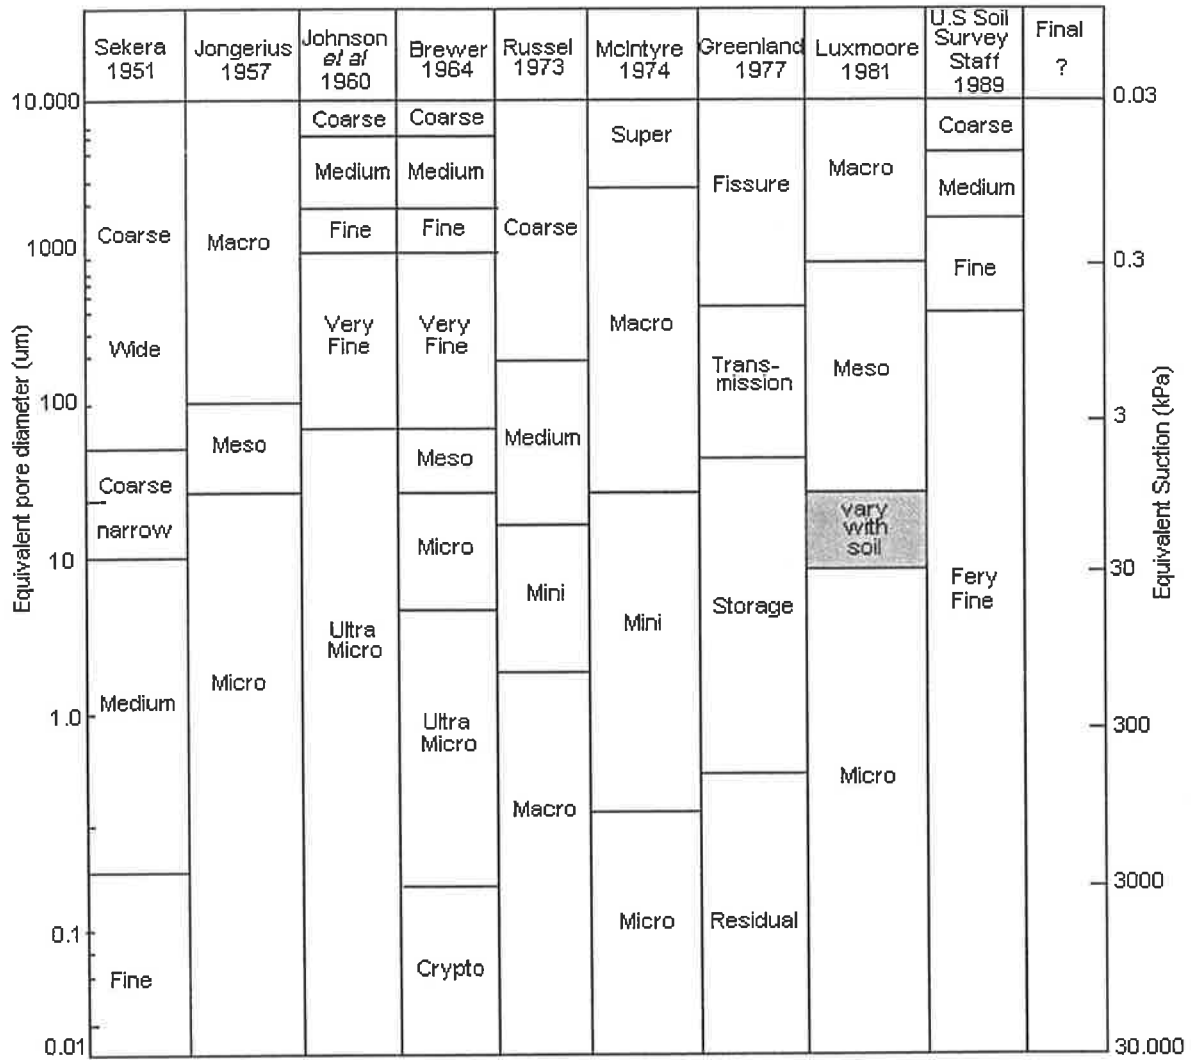 Sekera
1951
Jongerius
1957
Johnson
et al
1960
Brewer
1964
Russel
1973
McIntyre
1974
Greenland
1977
Luxmoore
1981
U.S Soil
Survey
Staff
1989
Final
?
Equivalent pore diameter (um)
10.000
1000
100
10
1.0
0.1
0.01
Coarse
Wide
Coarse
narrow
Medium
Fine
Macro
Meso
Micro
Coarse
Medium
Fine
Very
Fine
Ultra
Micro
Coarse
Medium
Fine
Very
Fine
Meso
Micro
Ultra
Micro
Crypto
Coarse
Medium
Mini
Macro
Super
Macro
Mini
Micro
Fissure
Trans-
mission
Storage
Residual
Macro
Meso
vary
with
soil
Micro
Coarse
Medium
Fine
Fery
Fine
0.03
0.3
3
30
300
3000
30.000
Equivalent Suction (kPa)